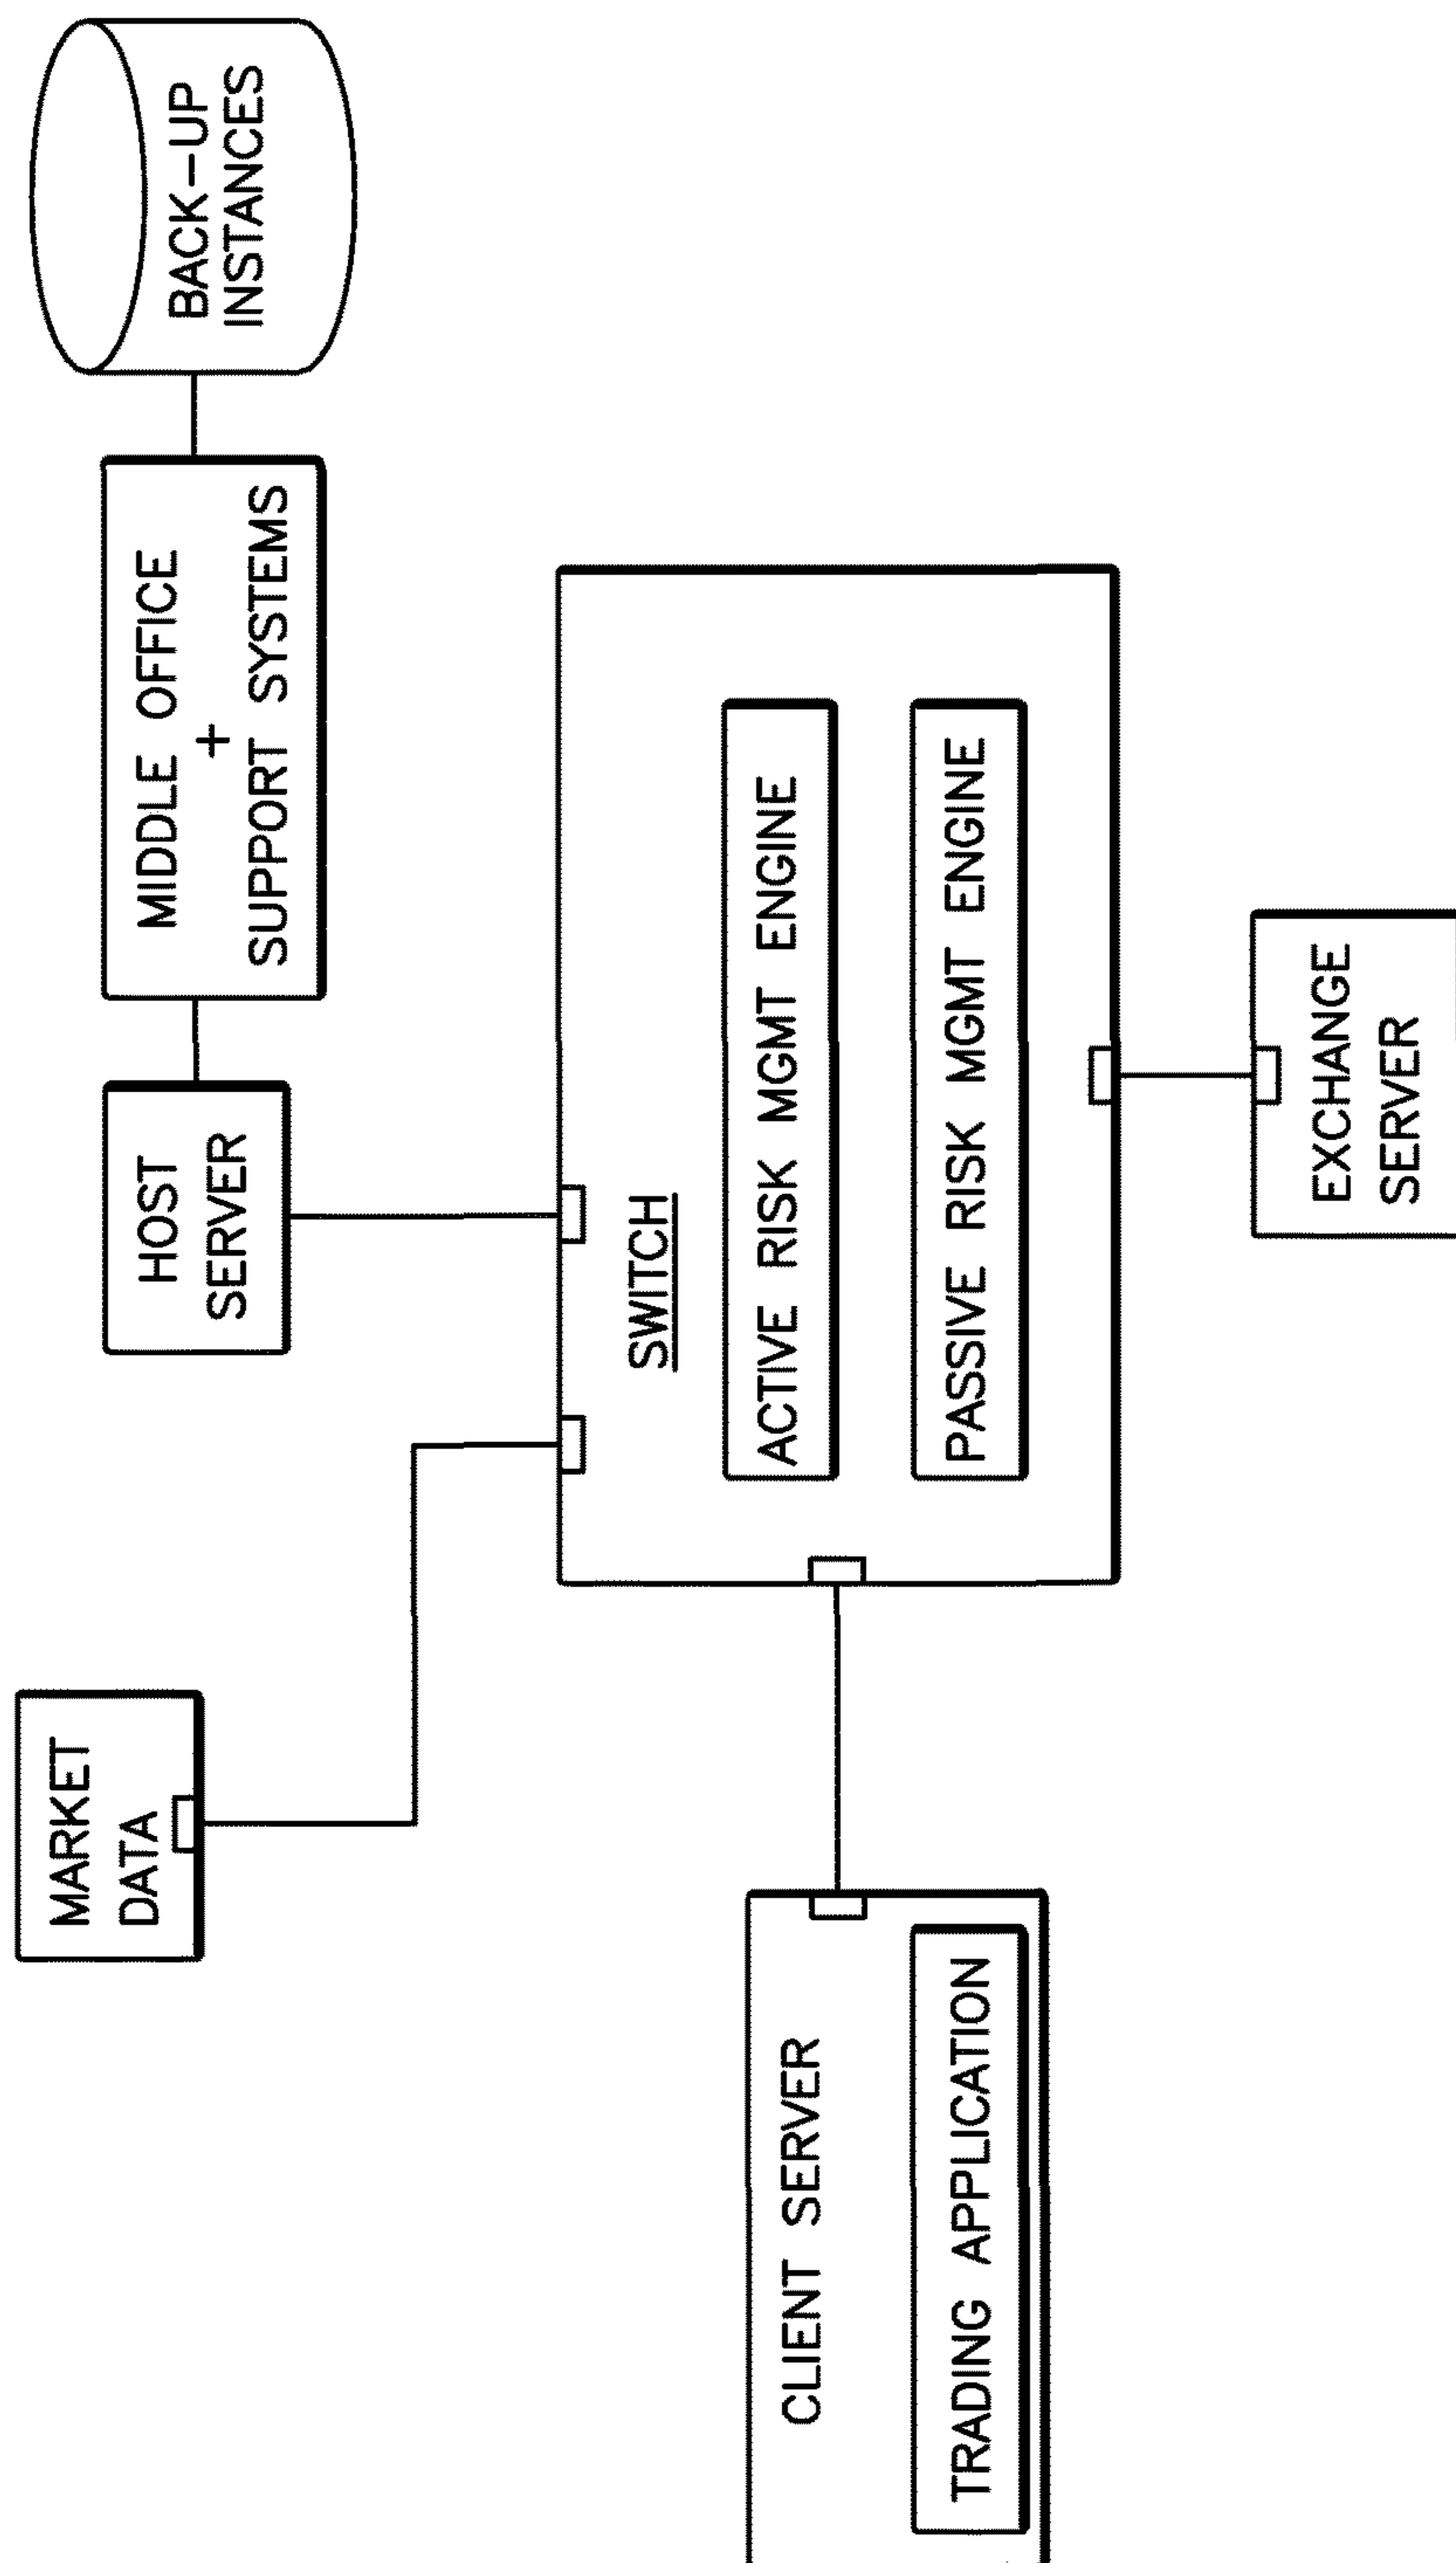 MARKET
DATA
HOST
SERVER
MIDDLE OFFICE
+
SUPPORT SYSTEMS
BACK-UP
INSTANCES
CLIENT SERVER
TRADING APPLICATION
SWITCH
ACTIVE RISK MGMT ENGINE
PASSIVE RISK MGMT ENGINE
EXCHANGE
SERVER